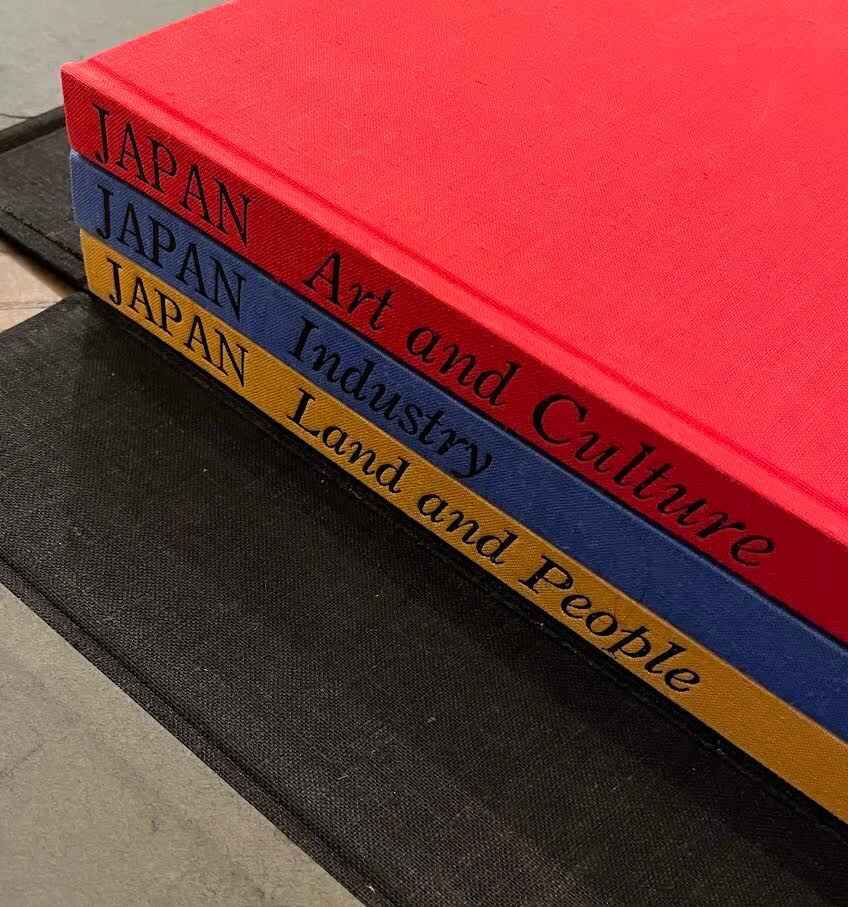 JAPAN Art and Culture
JAPAN Industry
JAPAN Land and People